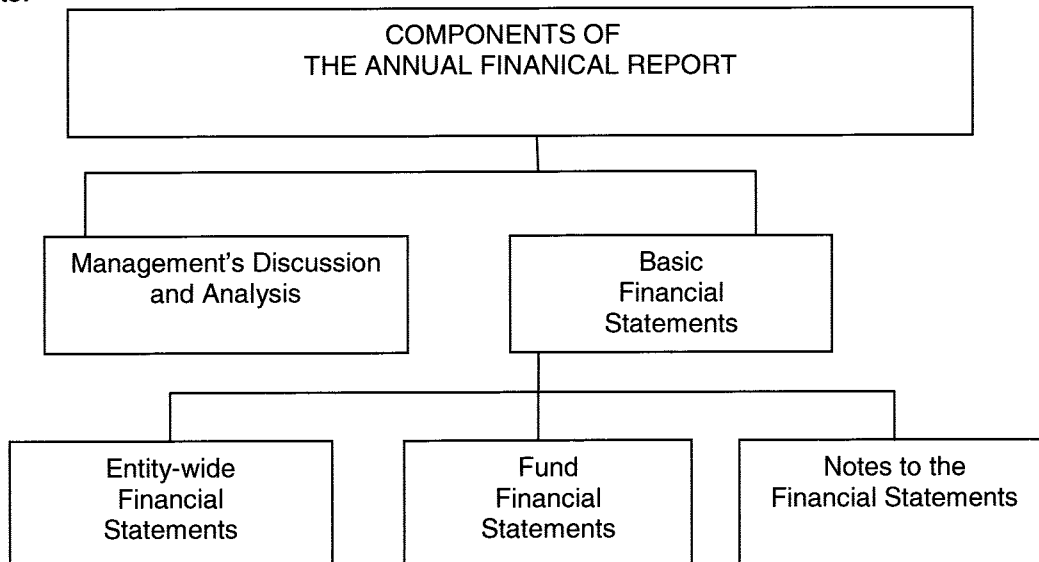 COMPONENTS OF
THE ANNUAL FINANICAL REPORT
Management's Discussion
and Analysis
Basic
Financial
Statements
Entity-wide
Financial
Statements
Fund
Financial
Statements
Notes to the
Financial Statements